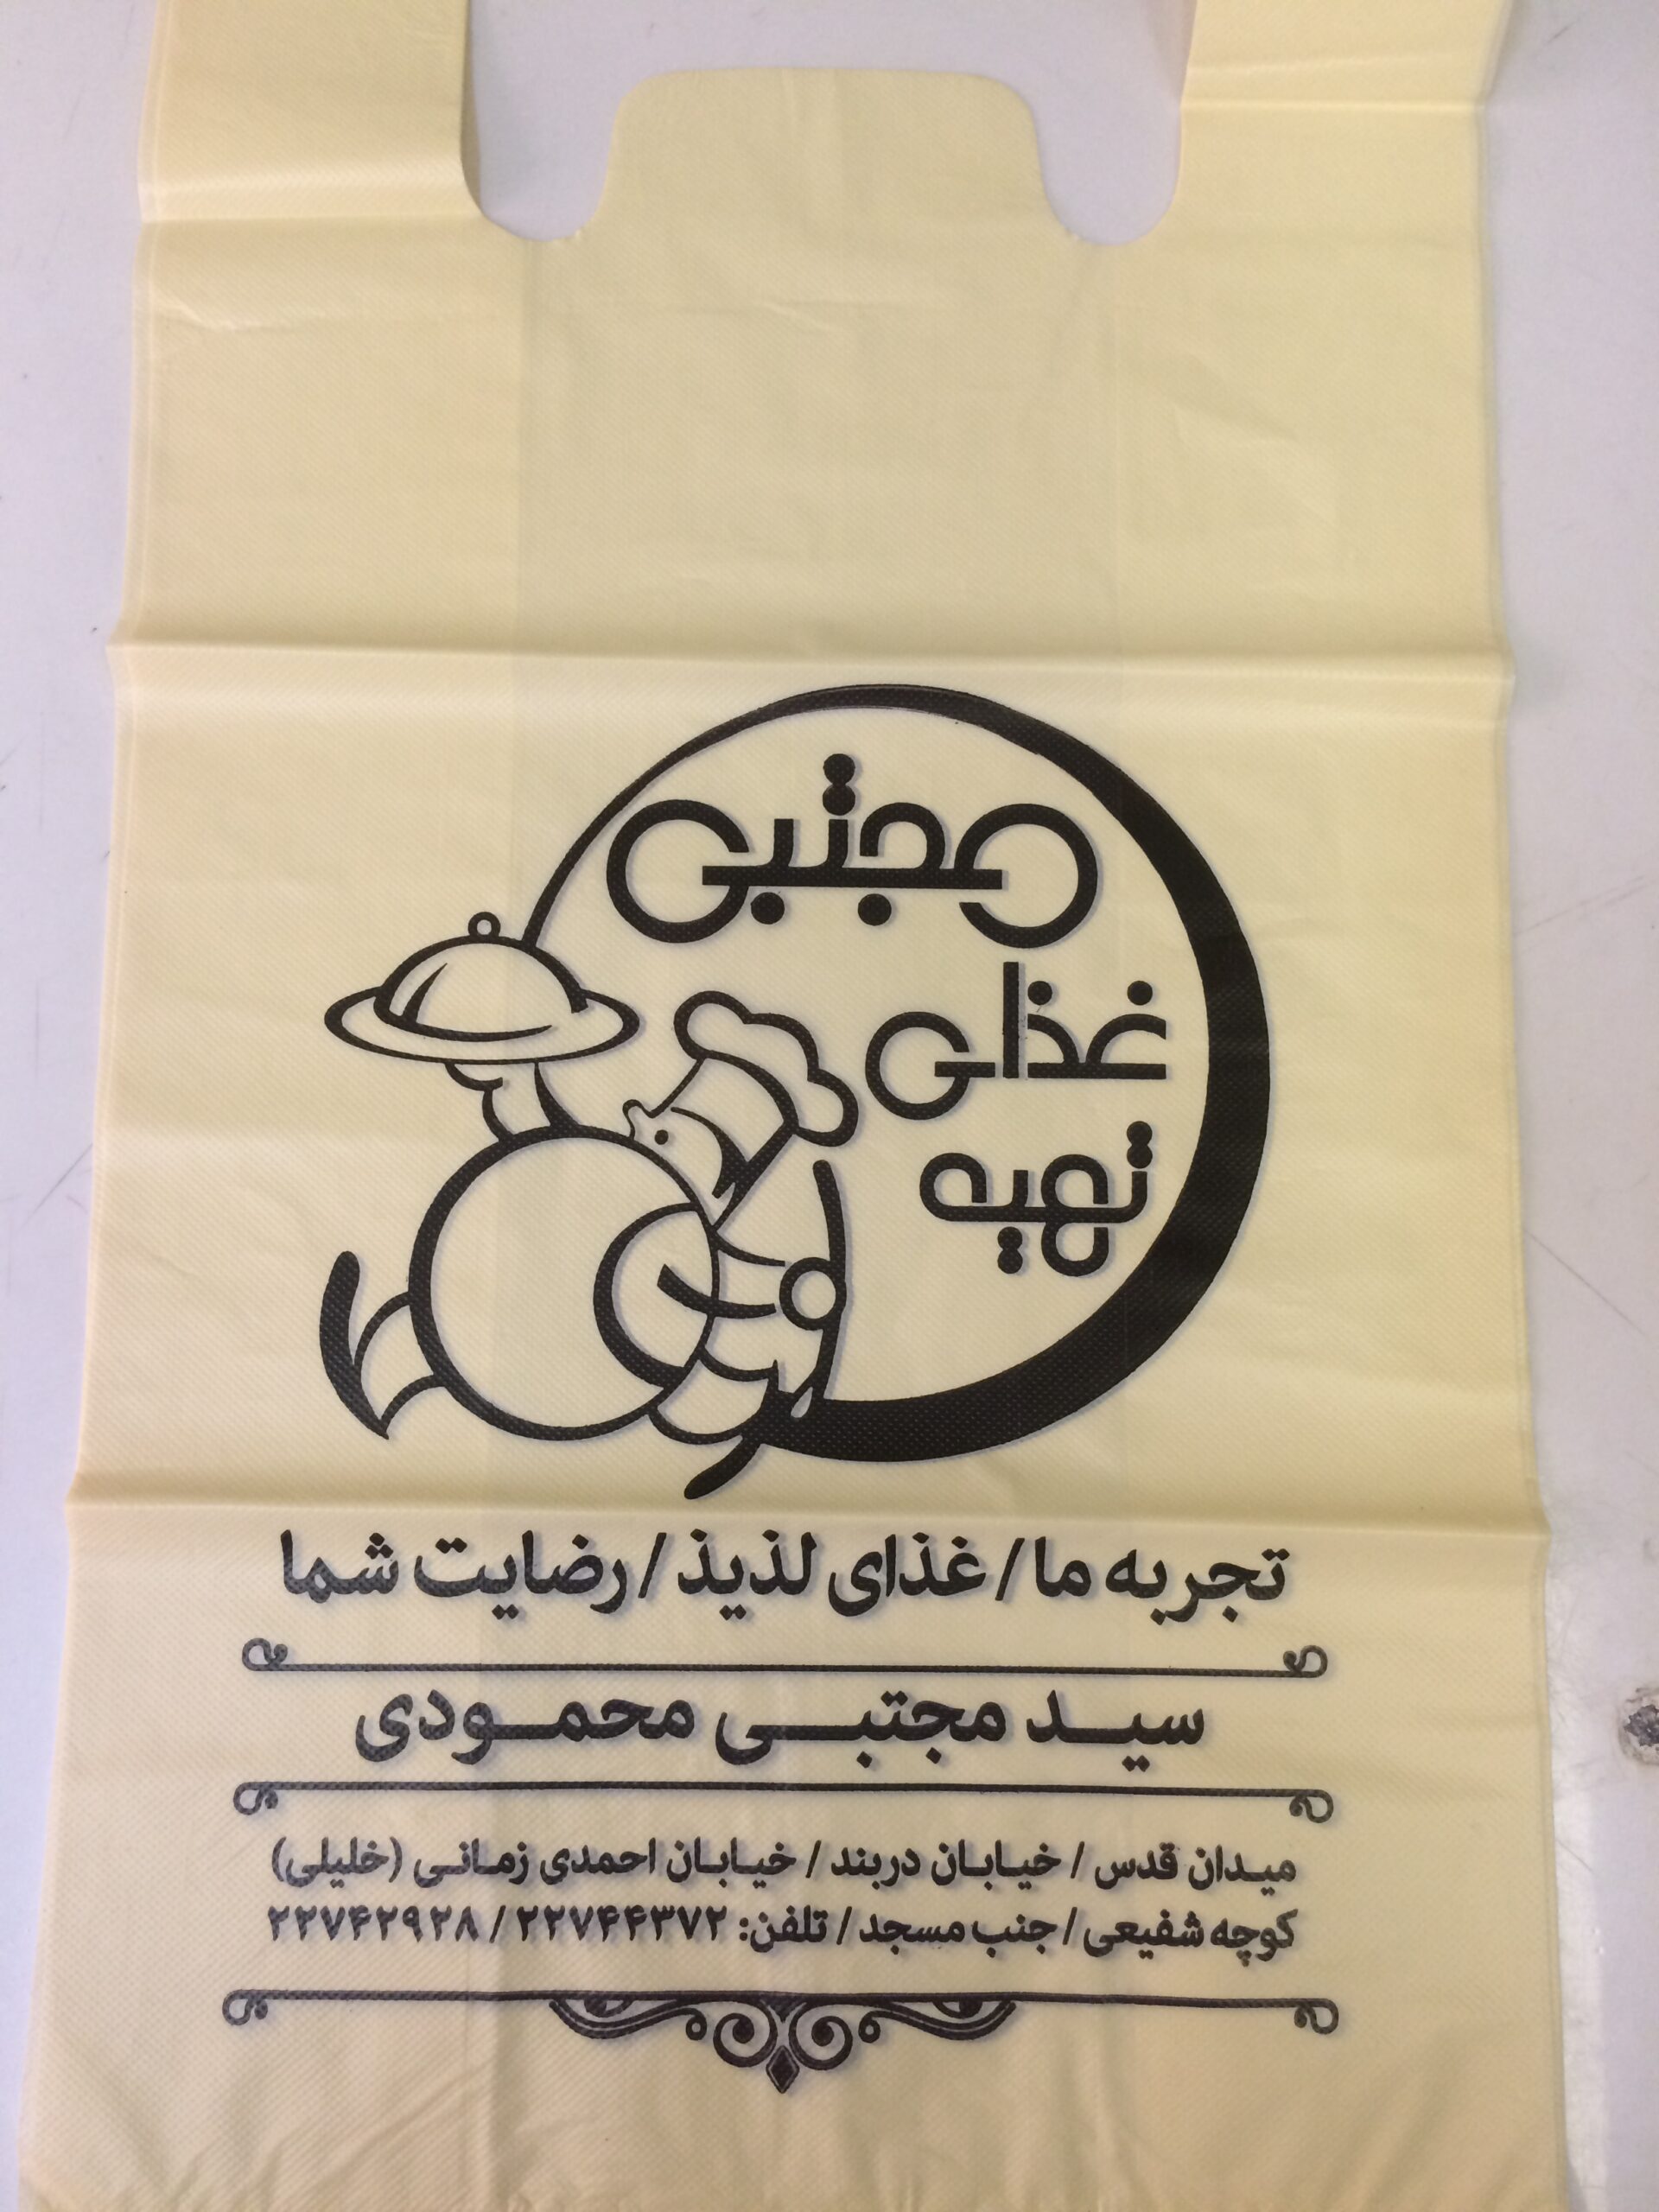 مجتبی
غذای
تهیه
تجربه ما / غذای لذیذ / رضایت شما
سید مجتبی محمودی
میدان قدس / خیابان دربند / خیابان احمدی زمانی (خلیلی)
کوچه شفیعی / جنب مسجد / تلفن: ۲۲۷۴۴۳۷۲ / ۲۲۷۴۲۹۲۸